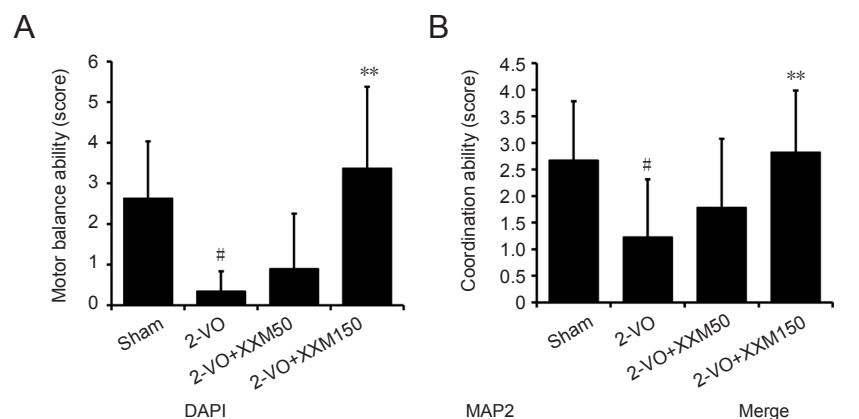 A
Motor balance ability (score)
6
5
4
3
2
1
0
#
**
Sham
2-VO
2-VO+XXM50
2-VO+XXM150
B
Coordination ability (score)
4.5
4.0
3.5
3.0
2.5
2.0
1.5
1.0
0.5
0
#
**
Sham
2-VO
2-VO+XXM50
2-VO+XXM150
DAPI
MAP2
Merge